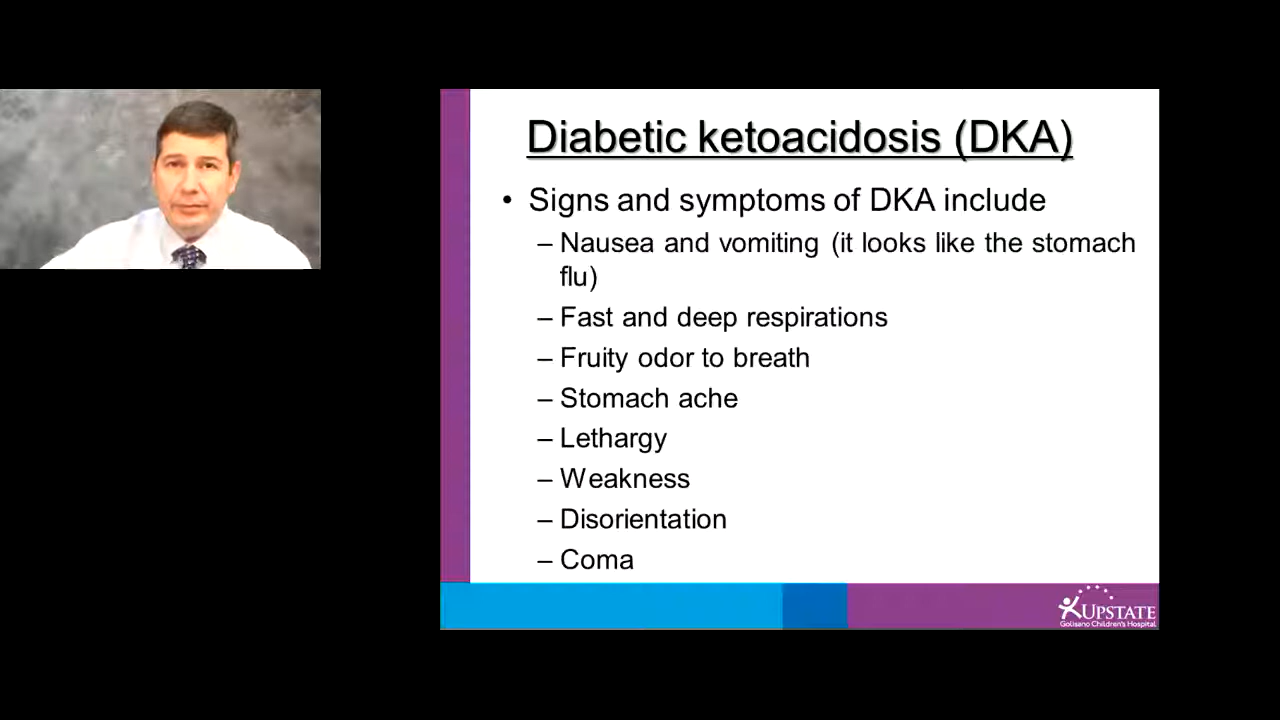 Diabetic ketoacidosis (DKA)
• Signs and symptoms of DKA include
– Nausea and vomiting (it looks like the stomach
flu)
– Fast and deep respirations
– Fruity odor to breath
– Stomach ache
– Lethargy
– Weakness
– Disorientation
– Coma
UPSTATE
Golisano Children's Hospital